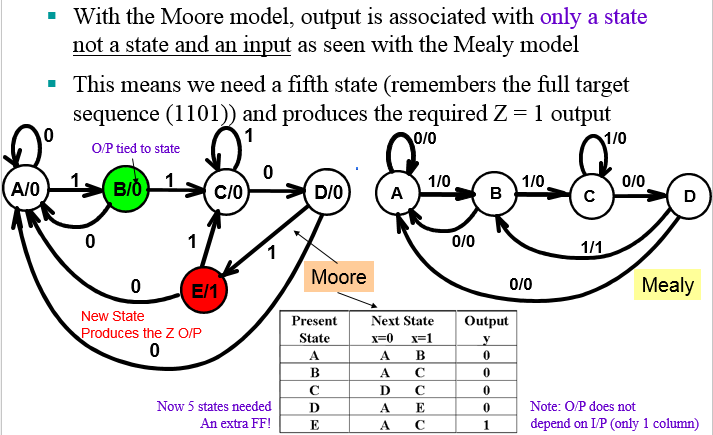 With the Moore model, output is associated with only a state
not a state and an input as seen with the Mealy model
This means we need a fifth state (remembers the full target
sequence (1101)) and produces the required Z = 1 output
0
O/P tied to state
1
0/0
1/0
A/0
1
B/0
1
C/0
0
D/0
A
1/0
B
1/0
C
0/0
D
0
1
1
0/0
1/1
0
E/1
Moore
0/0
Mealy
New State
Produces the Z O/P
0
Present Next State Output
State x=0 x=1 y
A A B 0
B A C 0
C D C 0
D A E 0
E A C 1
Now 5 states needed
An extra FF!
Note: O/P does not
depend on I/P (only 1 column)